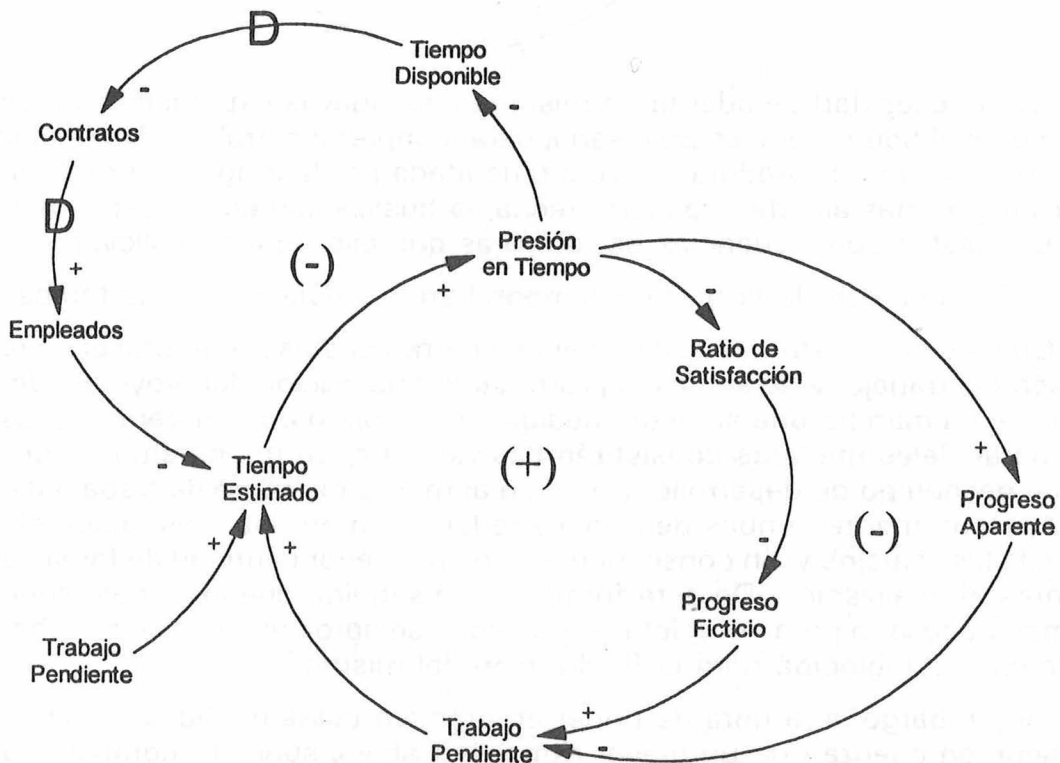 D
Tiempo
Disponible
-
-
Contratos
D
+
(-)
Presión
en Tiempo
+
-
Empleados
Ratio de
Satisfacción
-
Tiempo
Estimado
(+)
+
Progreso
Aparente
+
+
-
(-)
Progreso
Ficticio
Trabajo
Pendiente
+
Trabajo
Pendiente
-